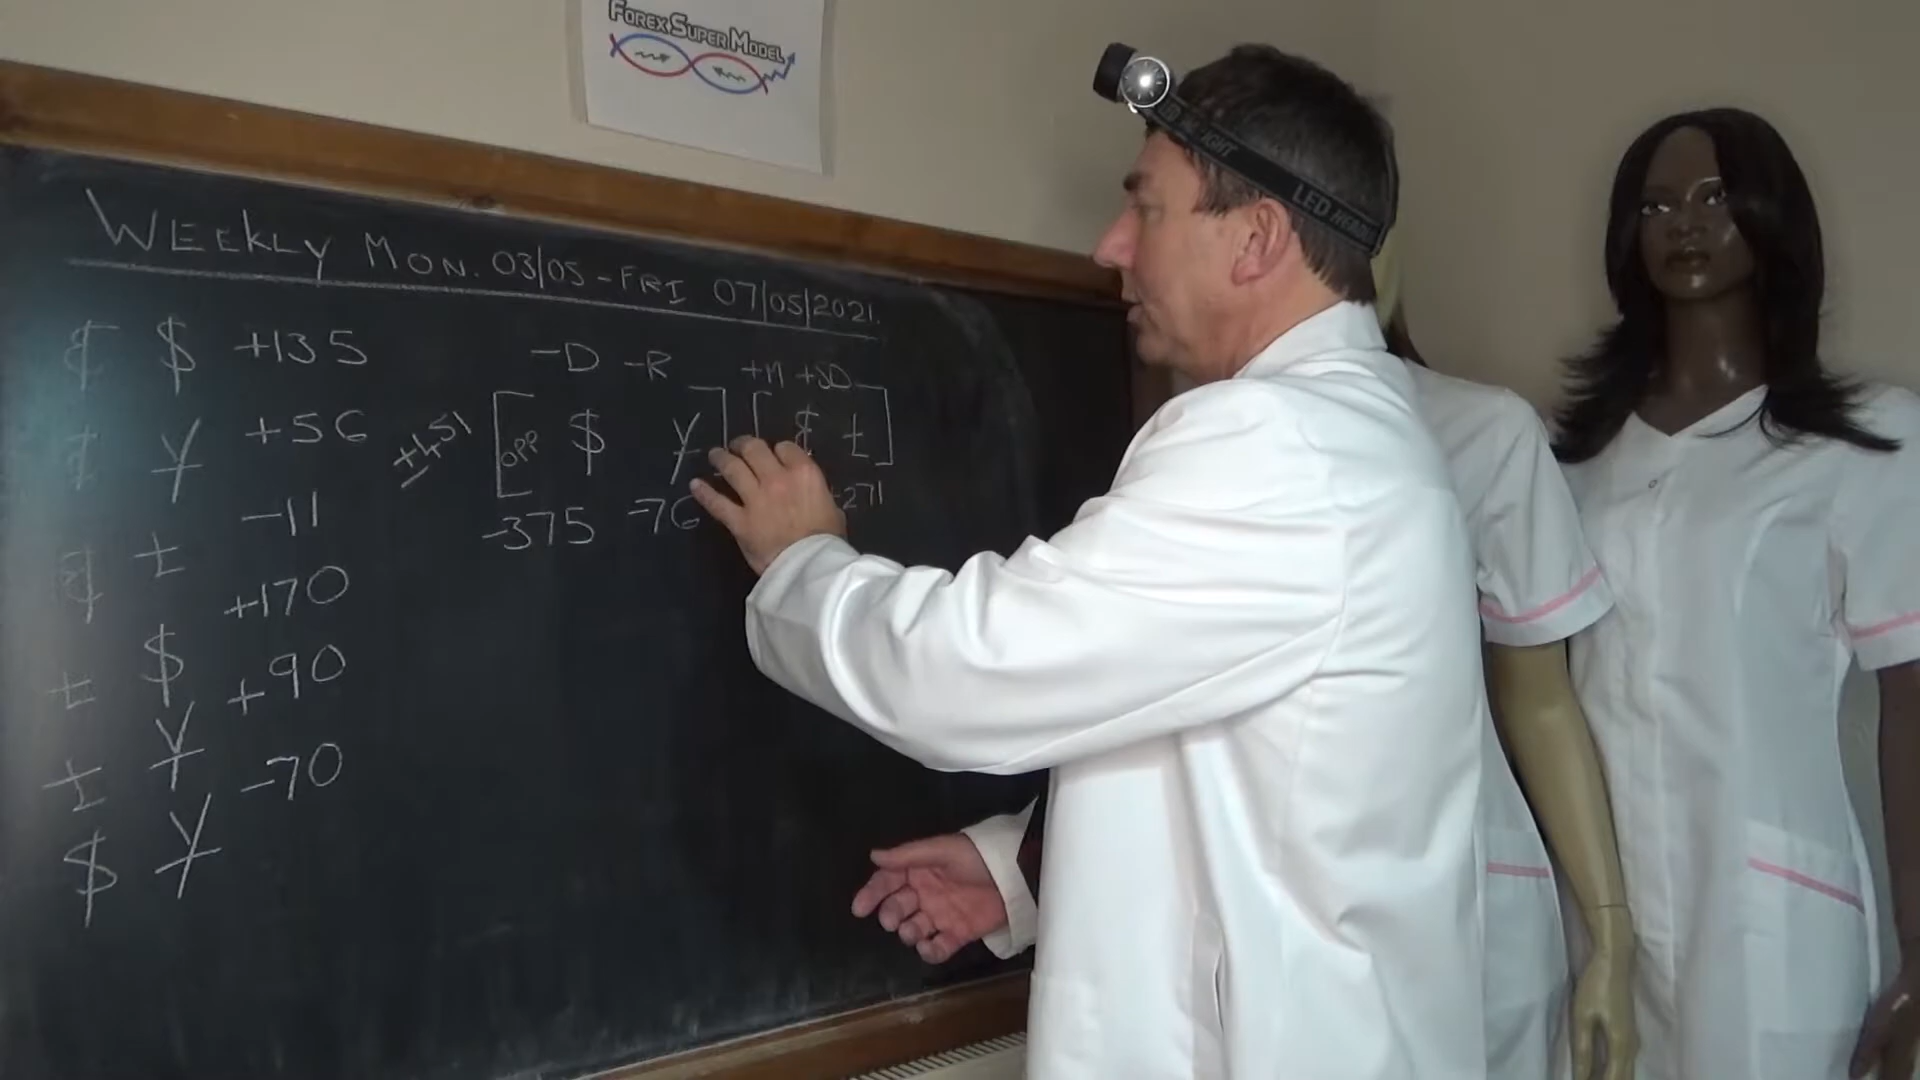 FOREX SUPER MODEL
LED HEADLIGHT
WEEKLY MON. 03/05 - FRI 07/05/2021.
$ +135
¥ +56
-11
+170
$ +90
¥ -70
$ ¥
-D -R +M +SD
±451 [OPP $ ¥] [ ]
-375 -76 +271